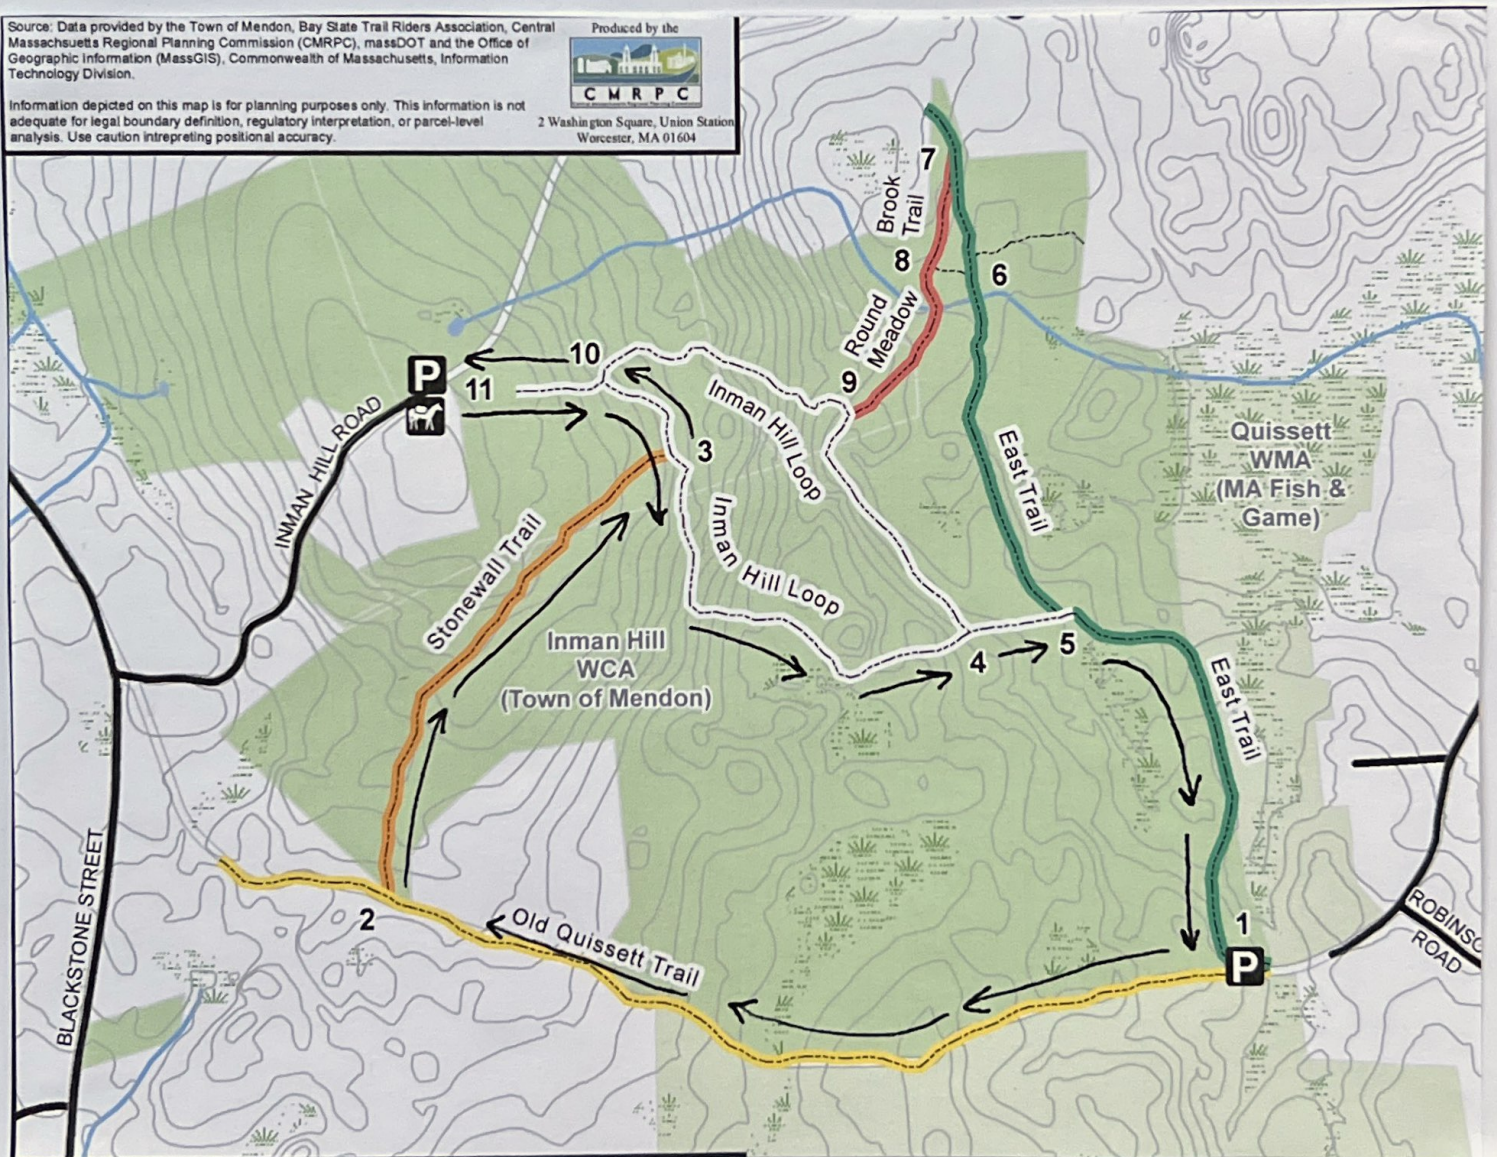 Source: Data provided by the Town of Mendon, Bay State Trail Riders Association, Central
Massachsuetts Regional Planning Commission (CMRPC), massDOT and the Office of
Geographic Information (MassGIS), Commonwealth of Massachusetts, Information
Technology Division.
Information depicted on this map is for planning purposes only. This information is not
adequate for legal boundary definition, regulatory interpretation, or parcel-level
analysis. Use caution intrepreting positional accuracy.
Produced by the
CMRPC
2 Washington Square, Union Station
Worcester, MA 01604
7
Brook
Trail
8
6
Round
Meadow
10
9
P
11
INMAN HILL ROAD
Inman Hill Loop
3
East Trail
Quissett
WMA
(MA Fish &
Game)
Stonewall Trail
Inman Hill Loop
Inman Hill
WCA
(Town of Mendon)
4
5
East Trail
BLACKSTONE STREET
2
Old Quissett Trail
1
P
ROBINSO
ROAD